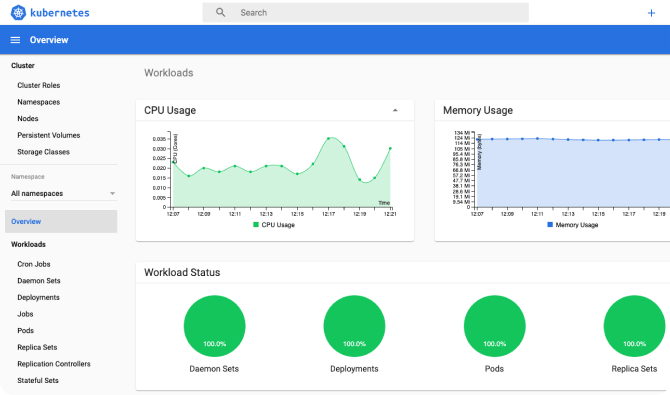 kubernetes
Search
+
Overview
Cluster
Cluster Roles
Namespaces
Nodes
Persistent Volumes
Storage Classes
Namespace
All namespaces
Overview
Workloads
Cron Jobs
Daemon Sets
Deployments
Jobs
Pods
Replica Sets
Replication Controllers
Stateful Sets
Workloads
CPU Usage
CPU (Cores)
0.035
0.030
0.025
0.020
0.015
0.010
0.005
0
12:07 12:09 12:11 12:13 12:15 12:17 12:19 12:21
Time
CPU Usage
Memory Usage
Memory (bytes)
134 Mi
124 Mi
114 Mi
105 Mi
95.4 Mi
85.8 Mi
76.3 Mi
66.8 Mi
57.2 Mi
47.7 Mi
38.1 Mi
28.6 Mi
19.1 Mi
9.54 Mi
0
12:07 12:09 12:11 12:13 12:15 12:17 12:19
Memory Usage
Workload Status
100.0% 100.0% 100.0% 100.0%
Daemon Sets Deployments Pods Replica Sets